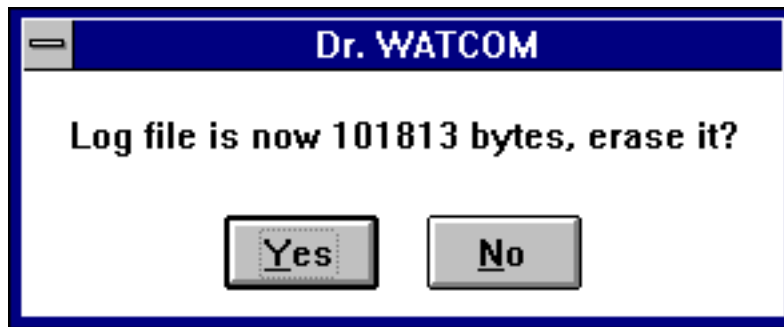 Dr. WATCOM
Log file is now 101813 bytes, erase it?
Yes No